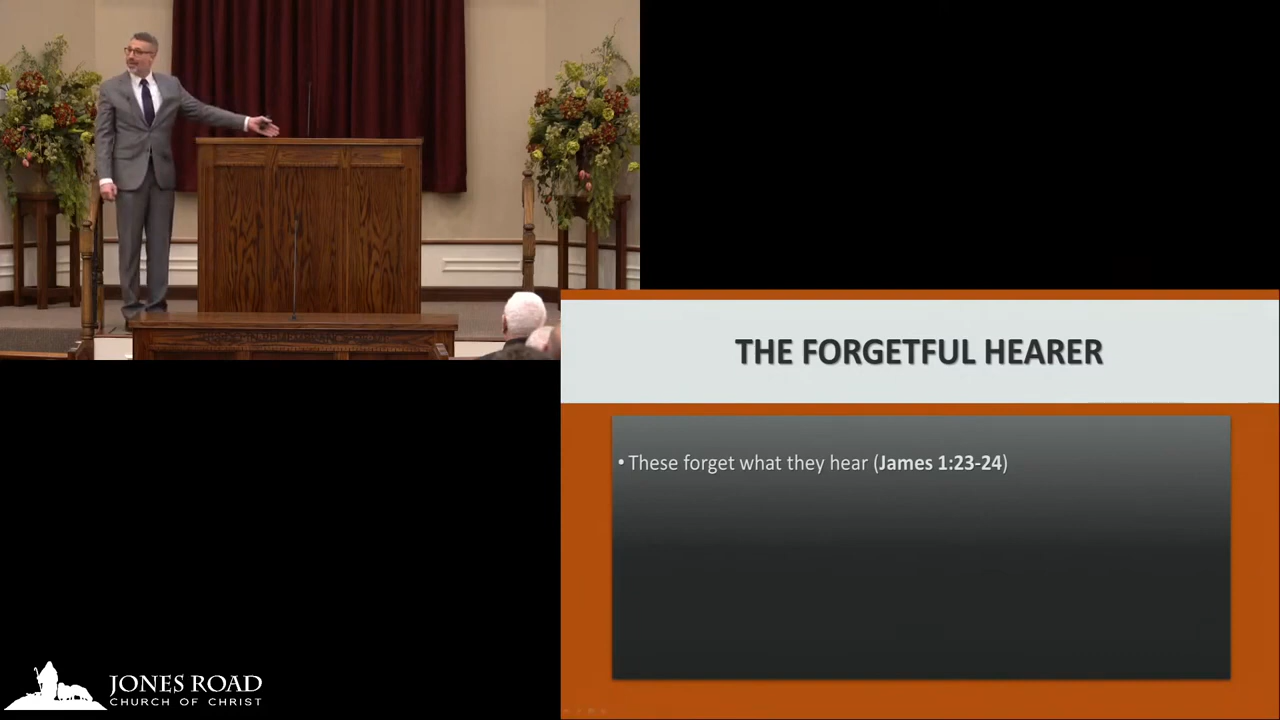 THE FORGETFUL HEARER
• These forget what they hear (James 1:23-24)
JONES ROAD
CHURCH OF CHRIST